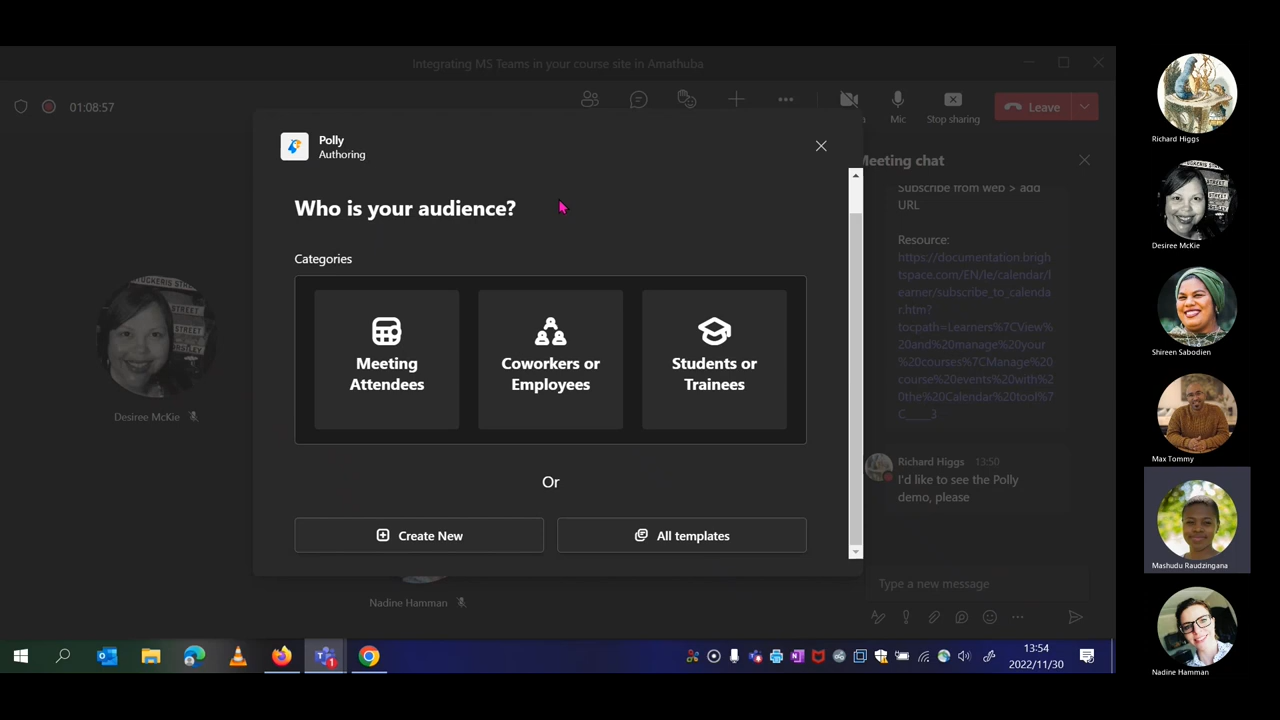 Integrating MS Teams in your course site in Amathuba
01:08:57
Mic
Stop sharing
Leave
Polly
Authoring
Who is your audience?
Categories
Meeting
Attendees
Coworkers or
Employees
Students or
Trainees
Or
Create New
All templates
Meeting chat
Subscribe from web > add
URL
Resource:
https://documentation.brigh
tspace.com/EN/le/calendar/l
earner/subscribe_to_calenda
r.htm?
tocpath=Learners%7CView%
20and%20manage%20your
%20courses%7CManage%20
course%20events%20with%2
0the%20Calendar%20tool%7
C_____3
Richard Higgs 13:50
I'd like to see the Polly
demo, please
Type a new message
Desiree McKie
Nadine Hamman
13:54
2022/11/30
Richard Higgs
Desiree McKie
Shireen Sabodien
Max Tommy
Mashudu Raudzingana
Nadine Hamman